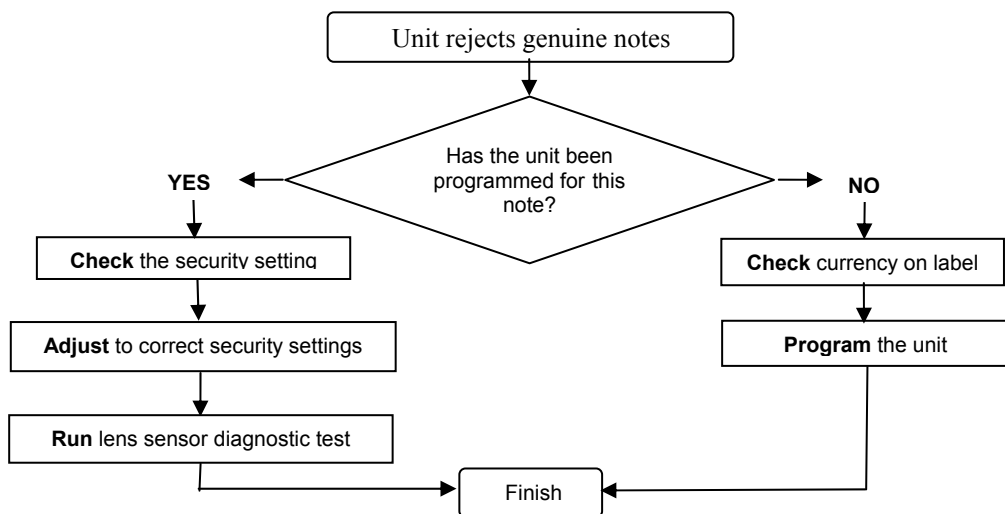 Unit rejects genuine notes
Has the unit been
programmed for this
note?
YES
NO
Check the security setting
Check currency on label
Adjust to correct security settings
Program the unit
Run lens sensor diagnostic test
Finish